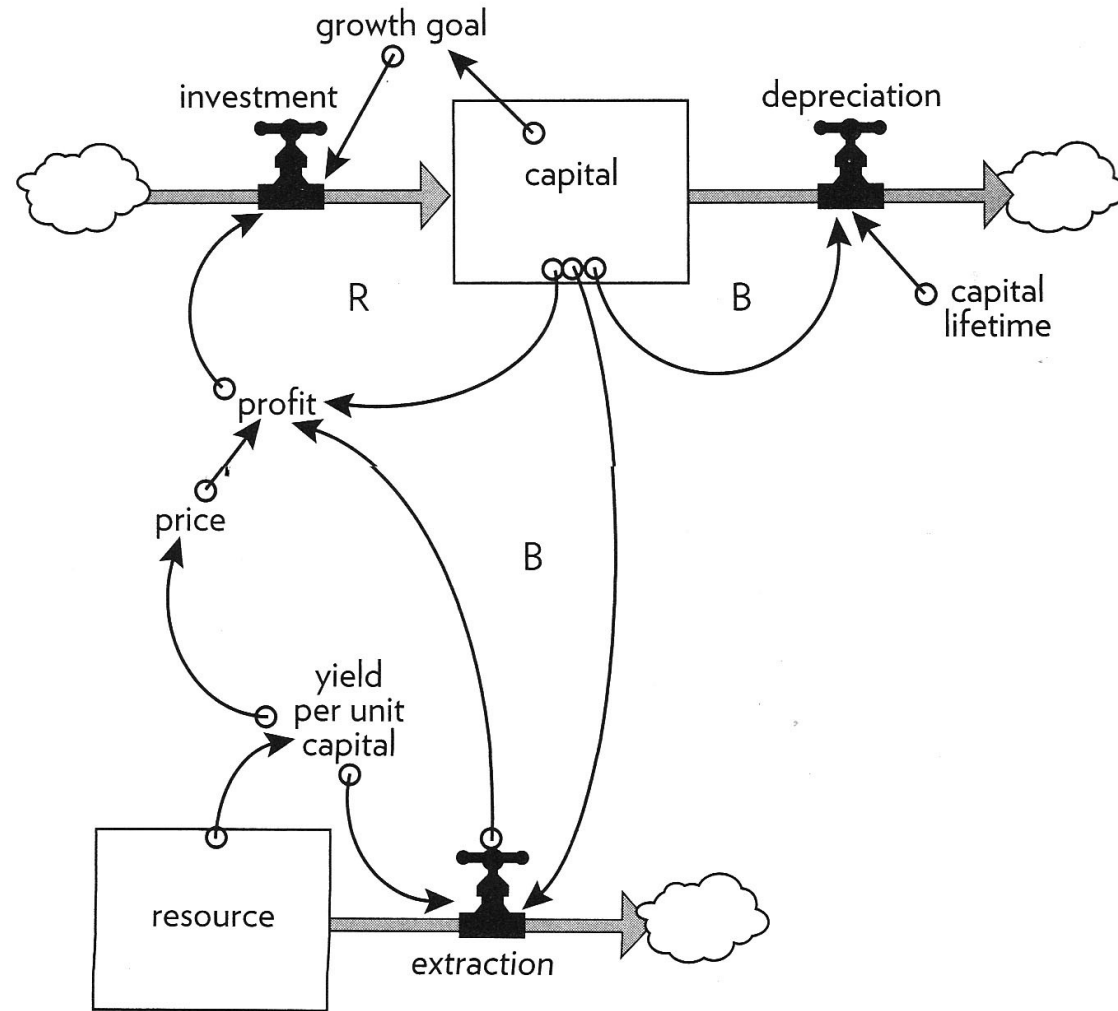 growth goal
investment
depreciation
capital
R
B
capital
lifetime
profit
price
B
yield
per unit
capital
resource
extraction